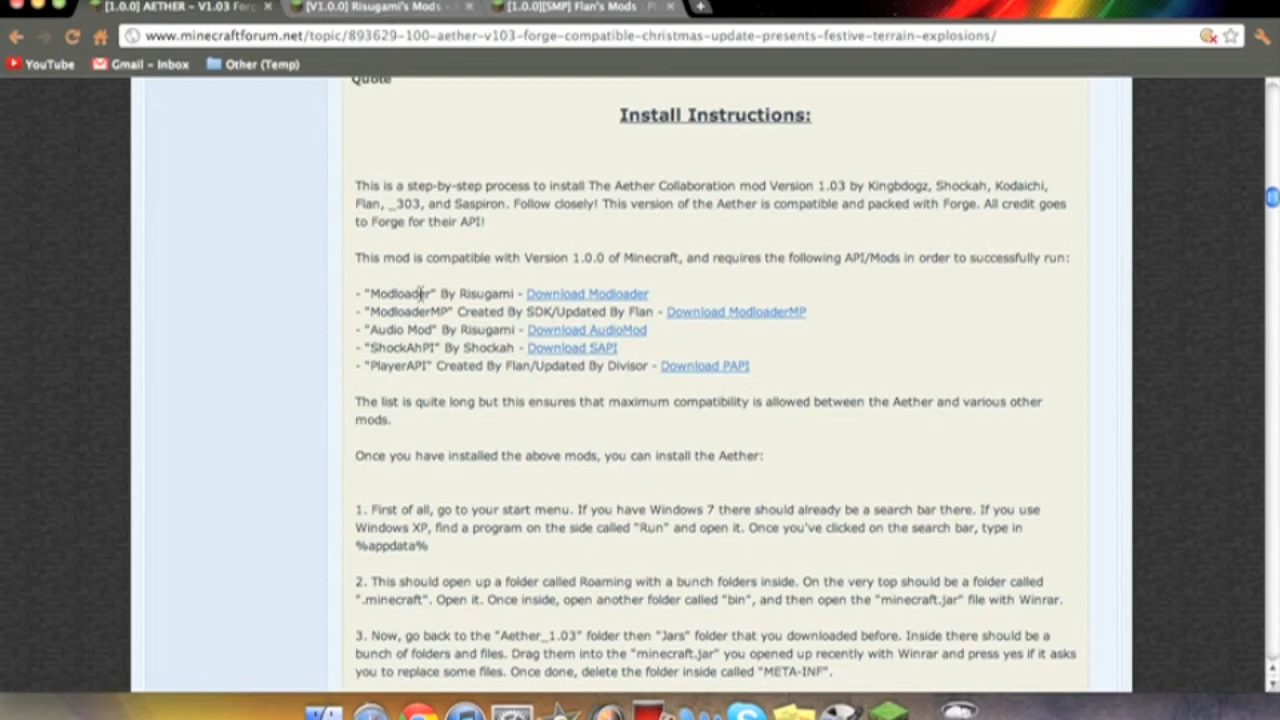 [1.0.0] AETHER – V1.03 Forg
[V1.0.0] Risugami's Mods –
[1.0.0][SMP] Flan's Mods
www.minecraftforum.net/topic/893629-100-aether-v103-forge-compatible-christmas-update-presents-festive-terrain-explosions/
YouTube
Gmail – Inbox
Other (Temp)
Quote
Install Instructions:
This is a step-by-step process to install The Aether Collaboration mod Version 1.03 by Kingbdogz, Shockah, Kodaichi,
Flan, _303, and Saspiron. Follow closely! This version of the Aether is compatible and packed with Forge. All credit goes
to Forge for their API!
This mod is compatible with Version 1.0.0 of Minecraft, and requires the following API/Mods in order to successfully run:
- "Modloader" By Risugami - Download Modloader
- "ModloaderMP" Created By SDK/Updated By Flan - Download ModloaderMP
- "Audio Mod" By Risugami - Download AudioMod
- "ShockAhPI" By Shockah - Download SAPI
- "PlayerAPI" Created By Flan/Updated By Divisor - Download PAPI
The list is quite long but this ensures that maximum compatibility is allowed between the Aether and various other
mods.
Once you have installed the above mods, you can install the Aether:
1. First of all, go to your start menu. If you have Windows 7 there should already be a search bar there. If you use
Windows XP, find a program on the side called "Run" and open it. Once you've clicked on the search bar, type in
%appdata%
2. This should open up a folder called Roaming with a bunch folders inside. On the very top should be a folder called
".minecraft". Open it. Once inside, open another folder called "bin", and then open the "minecraft.jar" file with Winrar.
3. Now, go back to the "Aether_1.03" folder then "Jars" folder that you downloaded before. Inside there should be a
bunch of folders and files. Drag them into the "minecraft.jar" you opened up recently with Winrar and press yes if it asks
you to replace some files. Once done, delete the folder inside called "META-INF".